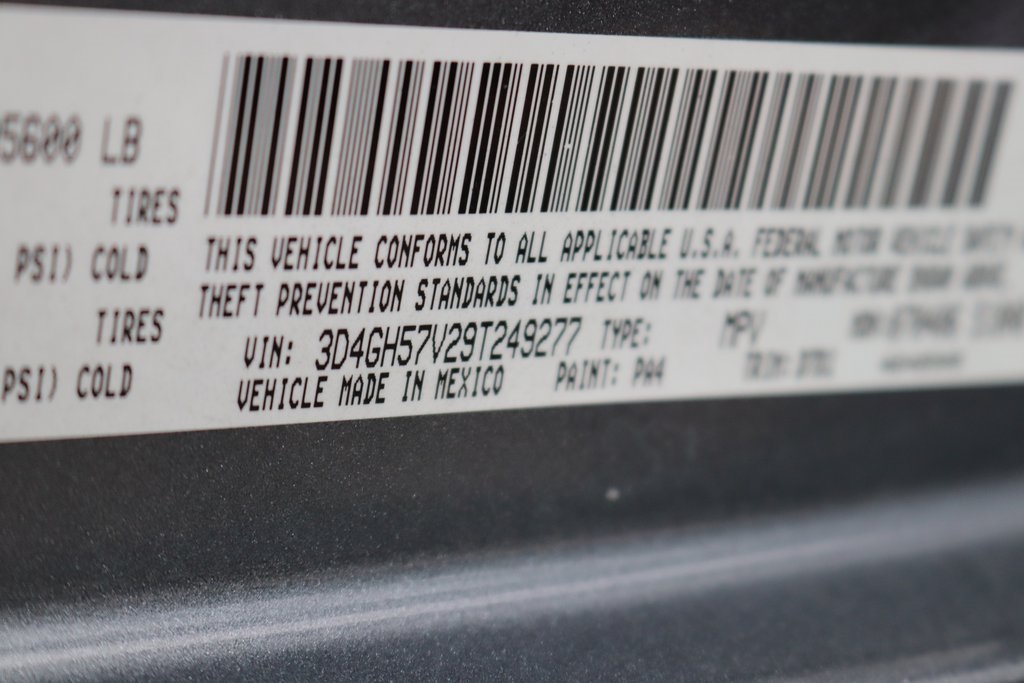 5600 LB
TIRES
PSI) COLD
TIRES
PSI) COLD
THIS VEHICLE CONFORMS TO ALL APPLICABLE U.S.A. FEDERAL MOTOR VEHICLE SAFETY
THEFT PREVENTION STANDARDS IN EFFECT ON THE DATE OF MANUFACTURE SHOWN ABOVE.
VIN: 3D4GH57V29T249277 TYPE: MPV
VEHICLE MADE IN MEXICO PAINT: PA4 TRIM: